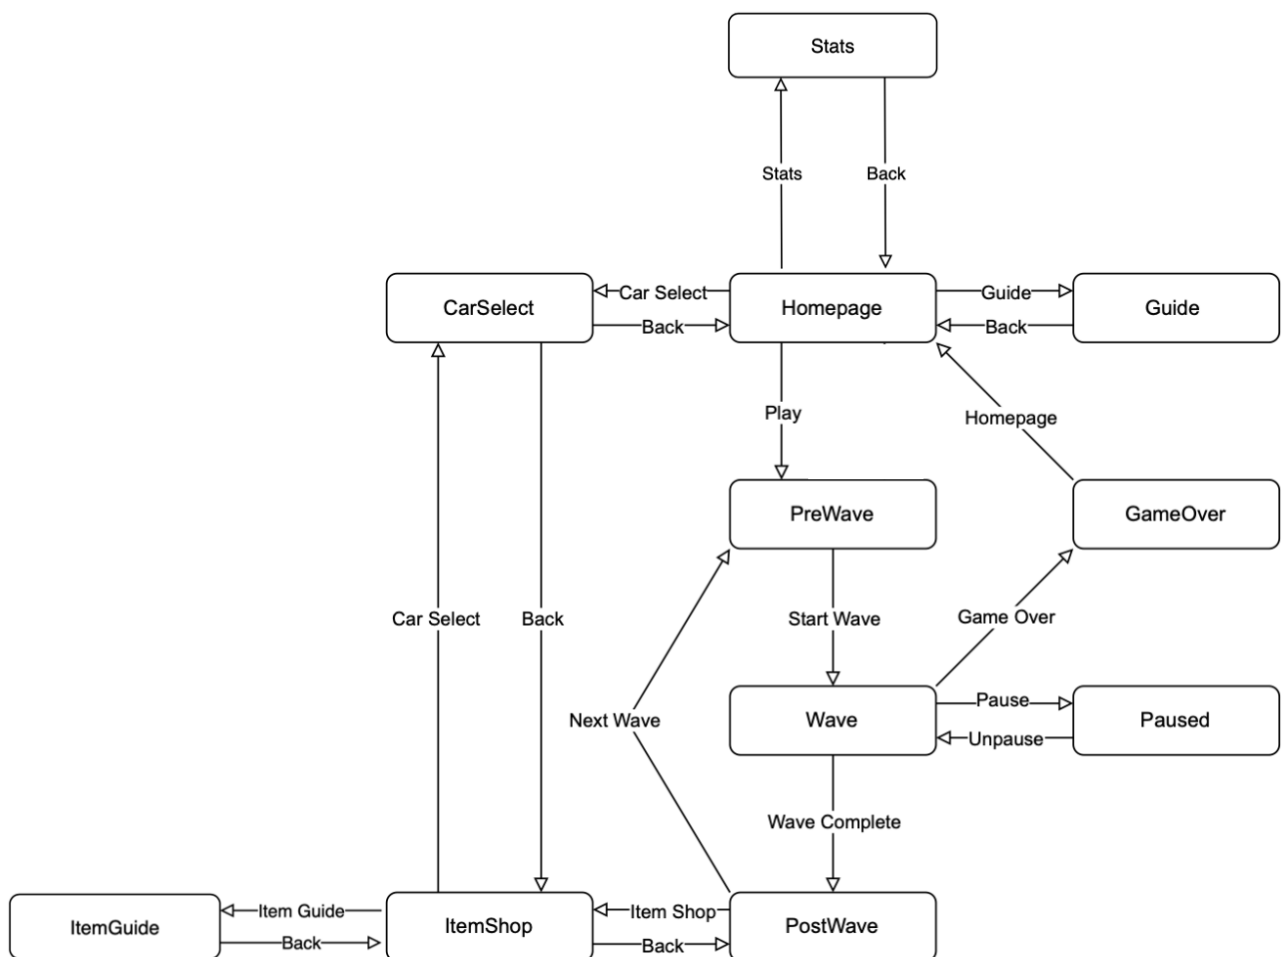 Stats
Stats
Back
CarSelect
Car Select
Back
Homepage
Guide
Back
Guide
Play
Homepage
PreWave
GameOver
Car Select
Back
Start Wave
Game Over
Next Wave
Wave
Pause
Unpause
Paused
Wave Complete
ItemGuide
Item Guide
Back
ItemShop
Item Shop
Back
PostWave